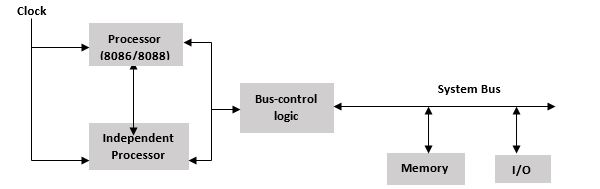 Clock
Processor
(8086/8088)
Bus-control
logic
System Bus
Independent
Processor
Memory
I/O